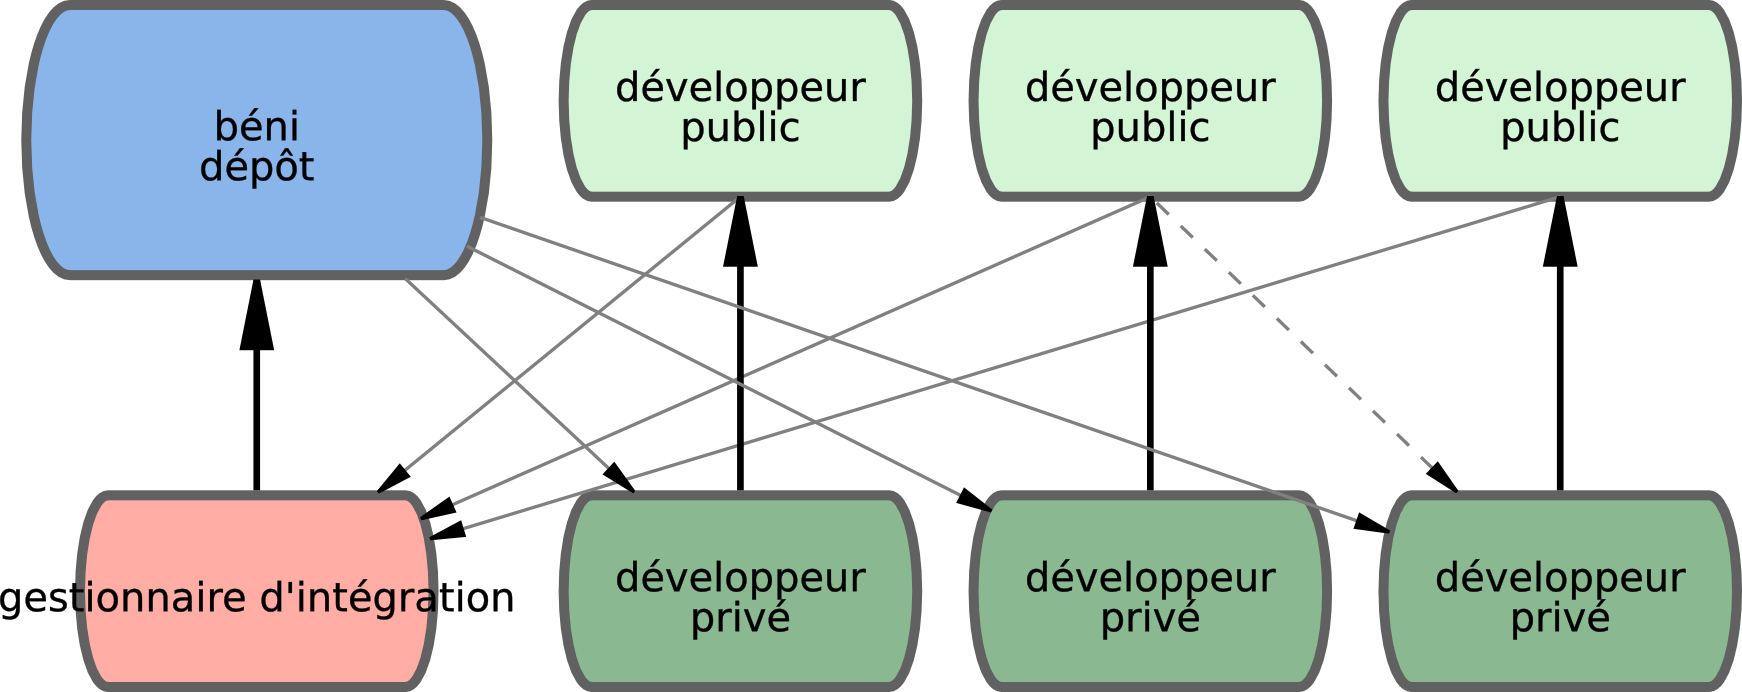 béni
dépôt
développeur
public
développeur
public
développeur
public
gestionnaire d'intégration
développeur
privé
développeur
privé
développeur
privé